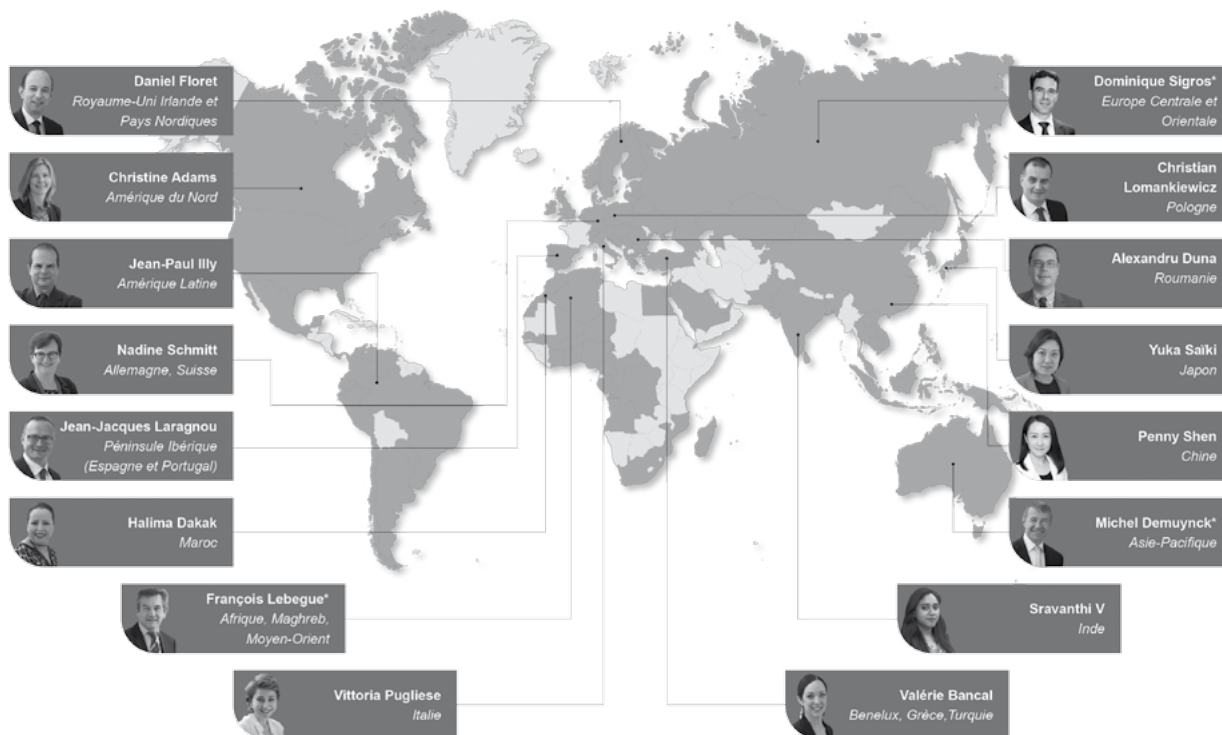 Daniel Floret
Royaume-Uni Irlande et
Pays Nordiques
Christine Adams
Amérique du Nord
Jean-Paul Illy
Amérique Latine
Nadine Schmitt
Allemagne, Suisse
Jean-Jacques Laragnou
Péninsule Ibérique
(Espagne et Portugal)
Halima Dakak
Maroc
François Lebegue*
Afrique, Maghreb,
Moyen-Orient
Vittoria Pugliese
Italie
Dominique Sigros*
Europe Centrale et
Orientale
Christian
Lomankiewicz
Pologne
Alexandru Duna
Roumanie
Yuka Saïki
Japon
Penny Shen
Chine
Michel Demuynck*
Asie-Pacifique
Sravanthi V
Inde
Valérie Bancal
Benelux, Grèce,Turquie